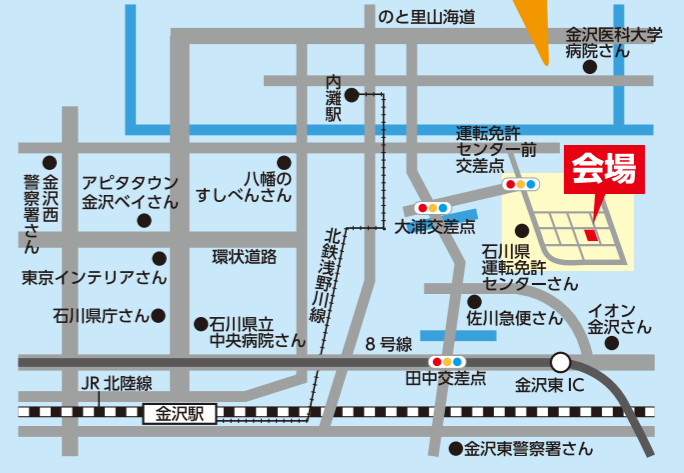 のと里山海道
金沢医科大学
病院さん
内灘駅
運転免許
センター前
交差点
会場
金沢西
警察署さん
アピタタウン
金沢ベイさん
八幡の
すしべんさん
大浦交差点
石川県
運転免許
センターさん
環状道路
北鉄浅野川線
東京インテリアさん
石川県庁さん
石川県立
中央病院さん
佐川急便さん
イオン
金沢さん
8号線
田中交差点
金沢東IC
JR北陸線
金沢駅
金沢東警察署さん